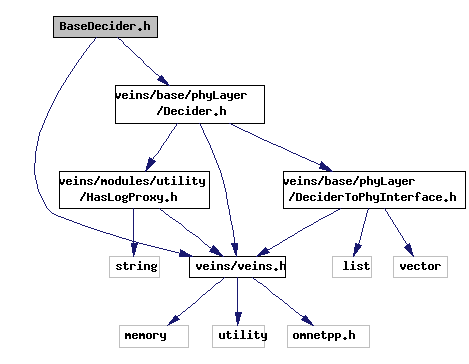 BaseDecider.h
veins/base/phyLayer
/Decider.h
veins/modules/utility
/HasLogProxy.h
veins/base/phyLayer
/DeciderToPhyInterface.h
string
veins/veins.h
list
vector
memory
utility
omnetpp.h